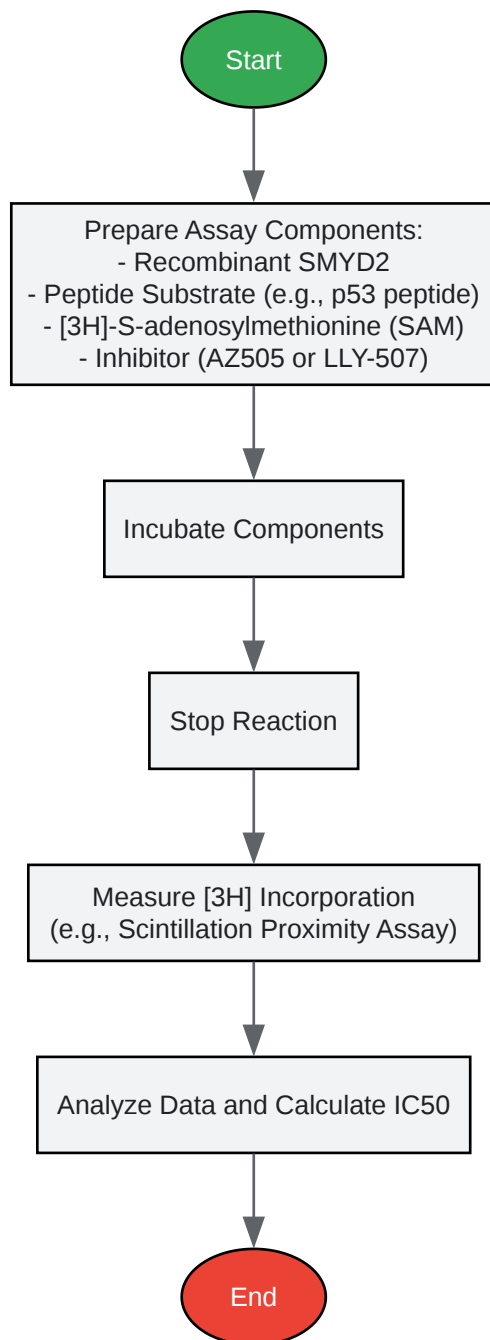 Start
Prepare Assay Components:
- Recombinant SMYD2
- Peptide Substrate (e.g., p53 peptide)
- [3H]-S-adenosylmethionine (SAM)
- Inhibitor (AZ505 or LLY-507)
Incubate Components
Stop Reaction
Measure [3H] Incorporation
(e.g., Scintillation Proximity Assay)
Analyze Data and Calculate IC50
End